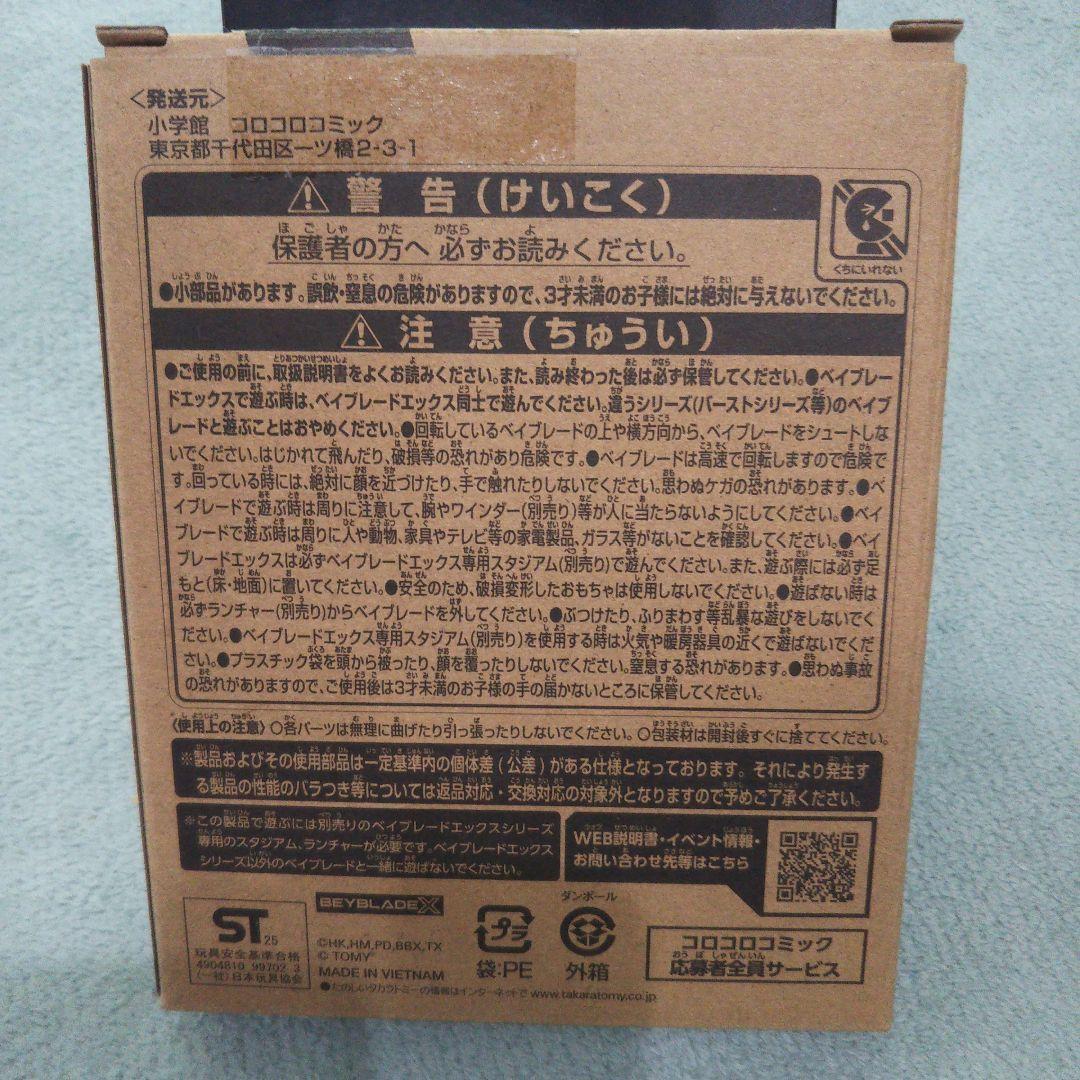 <発送元>
小学館 コロコロコミック
東京都千代田区一ツ橋2-3-1
警 告(けいこく)
保護者の方へ 必ずお読みください。
くちにいれない
●小部品があります。誤飲・窒息の危険がありますので、3才未満のお子様には絶対に与えないでください。
注 意(ちゅうい)
●ご使用の前に、取扱説明書をよくお読みください。また、読み終わった後は必ず保管してください。●ベイブレー
ドエックスで遊ぶ時は、ベイブレードエックス同士で遊んでください。違うシリーズ(バーストシリーズ等)のベイブ
レードと遊ぶことはおやめください。●回転しているベイブレードの上や横方向から、ベイブレードをシュートしな
いでください。はじかれて飛んだり、破損等の恐れがあり危険です。●ベイブレードは高速で回転しますので危険で
す。回っている時には、絶対に顔を近づけたり、手で触れたりしないでください。思わぬケガの恐れがあります。●ベ
イブレードで遊ぶ時は周りに注意して、腕やワインダー(別売り)等が人に当たらないようにしてください。●ベイ
ブレードで遊ぶ時は周りに人や動物、家具やテレビ等の家電製品、ガラス等がないことを確認してください。●ベイ
ブレードエックスは必ずベイブレードエックス専用スタジアム(別売り)で遊んでください。また、遊ぶ際には必ず足
もと(床・地面)に置いてください。●安全のため、破損変形したおもちゃは使用しないでください。●遊ばない時は
必ずランチャー(別売り)からベイブレードを外してください。●ぶつけたり、ふりまわす等乱暴な遊びをしないでく
ださい。●ベイブレードエックス専用スタジアム(別売り)を使用する時は火気や暖房器具の近くで遊ばないでくだ
さい。●プラスチック袋を頭から被ったり、顔を覆ったりしないでください。窒息する恐れがあります。●思わぬ事故
の恐れがありますので、ご使用後は3才未満のお子様の手の届かないところに保管してください。
〈使用上の注意〉○各パーツは無理に曲げたり引っ張ったりしないでください。○包装材は開封後すぐに捨ててください。
※製品およびその使用部品は一定基準内の個体差(公差)がある仕様となっております。それにより発生す
る製品の性能のバラつき等については返品対応・交換対応の対象外となりますので予めご了承ください。
※この製品で遊ぶには別売りのベイブレードエックスシリーズ
専用のスタジアム、ランチャーが必要です。ベイブレードエックス
シリーズ以外のベイブレードと一緒に遊ばないでください。
WEB説明書・イベント情報・
お問い合わせ先等はこちら
ST 25
玩具安全基準合格
4904810 99702 3
(一社)日本玩具協会
BEYBLADE X
©HK,HM,PD,BBX,TX
© TOMY
MADE IN VIETNAM
●たのしいタカラトミーの情報はインターネットで www.takaratomy.co.jp
プラ
袋:PE
ダンボール
外箱
コロコロコミック
応募者全員サービス